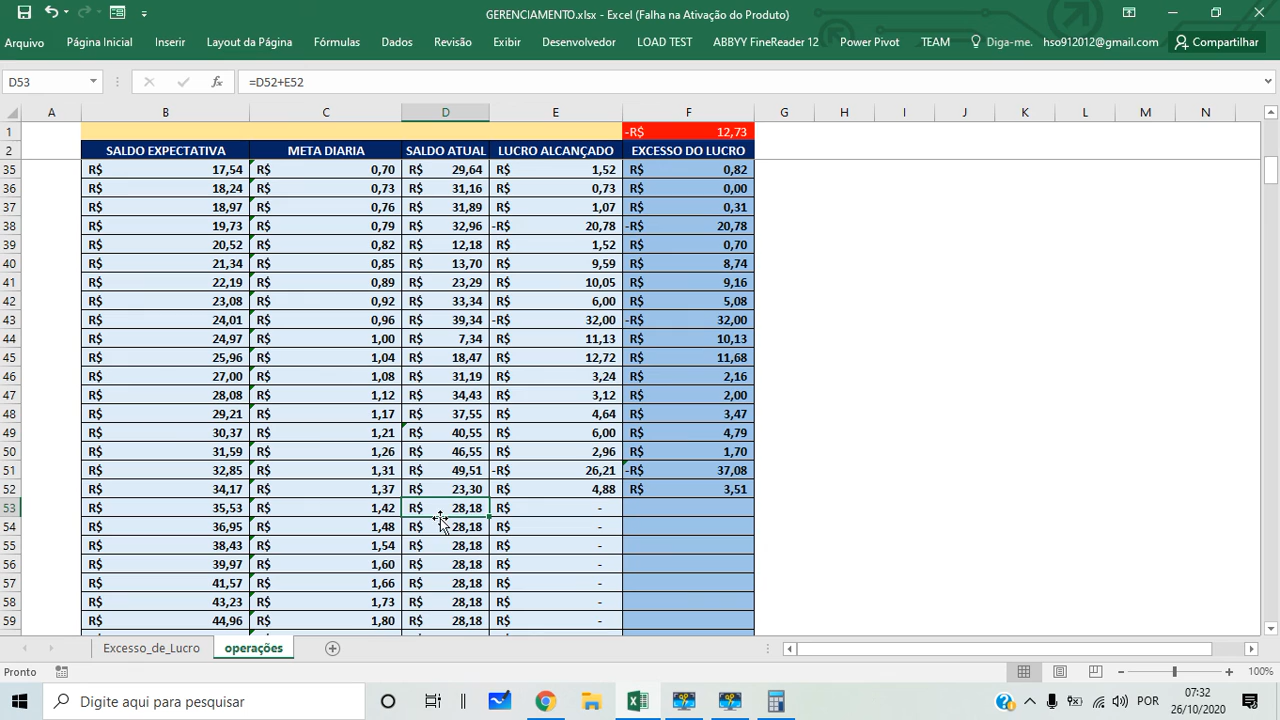 GERENCIAMENTO.xlsx - Excel (Falha na Ativação do Produto)
Arquivo Página Inicial Inserir Layout da Página Fórmulas Dados Revisão Exibir Desenvolvedor LOAD TEST ABBYY FineReader 12 Power Pivot TEAM Diga-me. hso912012@gmail.com Compartilhar
D53 fx =D52+E52
A B C D E F G H I J K L M N
1 -R$ 12,73
2 SALDO EXPECTATIVA META DIARIA SALDO ATUAL LUCRO ALCANÇADO EXCESSO DO LUCRO
35 R$ 17,54 R$ 0,70 R$ 29,64 R$ 1,52 R$ 0,82
36 R$ 18,24 R$ 0,73 R$ 31,16 R$ 0,73 R$ 0,00
37 R$ 18,97 R$ 0,76 R$ 31,89 R$ 1,07 R$ 0,31
38 R$ 19,73 R$ 0,79 R$ 32,96 -R$ 20,78 -R$ 20,78
39 R$ 20,52 R$ 0,82 R$ 12,18 R$ 1,52 R$ 0,70
40 R$ 21,34 R$ 0,85 R$ 13,70 R$ 9,59 R$ 8,74
41 R$ 22,19 R$ 0,89 R$ 23,29 R$ 10,05 R$ 9,16
42 R$ 23,08 R$ 0,92 R$ 33,34 R$ 6,00 R$ 5,08
43 R$ 24,01 R$ 0,96 R$ 39,34 -R$ 32,00 -R$ 32,00
44 R$ 24,97 R$ 1,00 R$ 7,34 R$ 11,13 R$ 10,13
45 R$ 25,96 R$ 1,04 R$ 18,47 R$ 12,72 R$ 11,68
46 R$ 27,00 R$ 1,08 R$ 31,19 R$ 3,24 R$ 2,16
47 R$ 28,08 R$ 1,12 R$ 34,43 R$ 3,12 R$ 2,00
48 R$ 29,21 R$ 1,17 R$ 37,55 R$ 4,64 R$ 3,47
49 R$ 30,37 R$ 1,21 R$ 40,55 R$ 6,00 R$ 4,79
50 R$ 31,59 R$ 1,26 R$ 46,55 R$ 2,96 R$ 1,70
51 R$ 32,85 R$ 1,31 R$ 49,51 -R$ 26,21 -R$ 37,08
52 R$ 34,17 R$ 1,37 R$ 23,30 R$ 4,88 R$ 3,51
53 R$ 35,53 R$ 1,42 R$ 28,18 R$ -
54 R$ 36,95 R$ 1,48 R$ 28,18 R$ -
55 R$ 38,43 R$ 1,54 R$ 28,18 R$ -
56 R$ 39,97 R$ 1,60 R$ 28,18 R$ -
57 R$ 41,57 R$ 1,66 R$ 28,18 R$ -
58 R$ 43,23 R$ 1,73 R$ 28,18 R$ -
59 R$ 44,96 R$ 1,80 R$ 28,18 R$ -
Excesso_de_Lucro operações
Pronto 100%
Digite aqui para pesquisar POR 07:32
26/10/2020